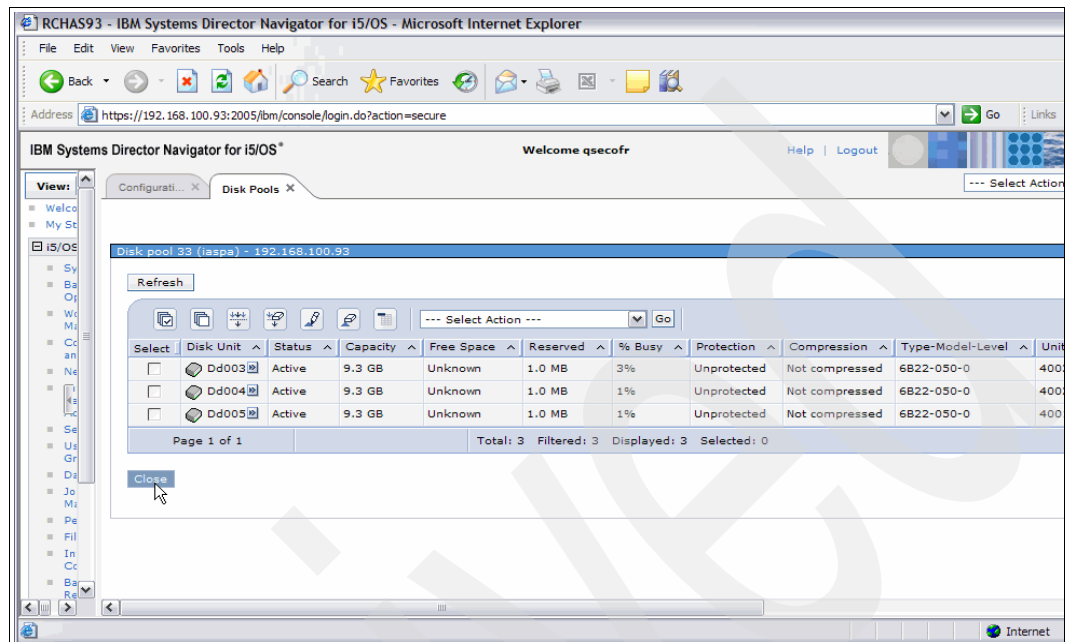 RCHAS93 - IBM Systems Director Navigator for i5/OS - Microsoft Internet Explorer
File Edit View Favorites Tools Help
Back Search Favorites
Address https://192.168.100.93:2005/ibm/console/login.do?action=secure Go Links
IBM Systems Director Navigator for i5/OS® Welcome qsecofr Help | Logout
View: Configurati... Disk Pools --- Select Action
Welco
My St
i5/OS
Disk pool 33 (iaspa) - 192.168.100.93
Sy
Ba
Op
Refresh
Wo
Ma
--- Select Action --- Go
Co
an
Select Disk Unit Status Capacity Free Space Reserved % Busy Protection Compression Type-Model-Level Unit
Ne
Dd003 Active 9.3 GB Unknown 1.0 MB 3% Unprotected Not compressed 6B22-050-0 400
Dd004 Active 9.3 GB Unknown 1.0 MB 1% Unprotected Not compressed 6B22-050-0 400
Dd005 Active 9.3 GB Unknown 1.0 MB 1% Unprotected Not compressed 6B22-050-0 400
Se
Us
Gr
Page 1 of 1 Total: 3 Filtered: 3 Displayed: 3 Selected: 0
Da
Close
Jo
Ma
Pe
Fil
In
Co
Ba
Re
Internet